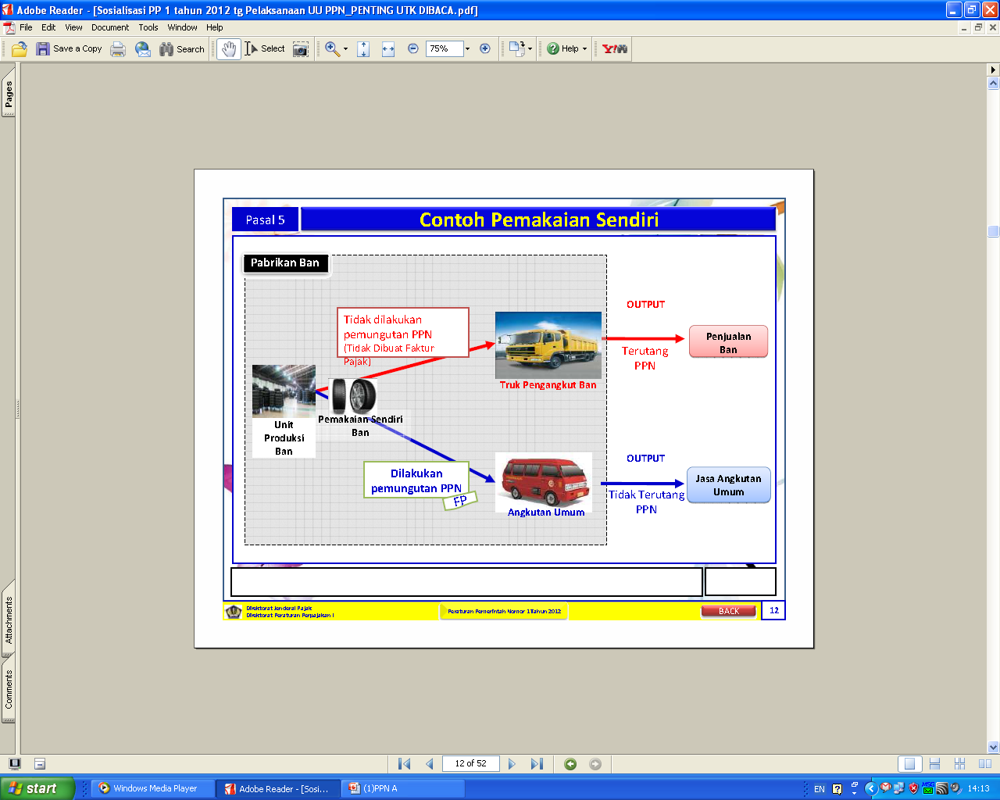 Adobe Reader - [Sosialisasi PP 1 tahun 2012 tg Pelaksanaan UU PPN_PENTING UTK DIBACA.pdf]
File Edit View Document Tools Window Help
Save a Copy Search Select 75% Help Y!
Pages
Pasal 5
Contoh Pemakaian Sendiri
Pabrikan Ban
Tidak dilakukan
pemungutan PPN
(Tidak Dibuat Faktur
Pajak)
Truk Pengangkut Ban
OUTPUT
Terutang
PPN
Penjualan
Ban
Unit
Produksi
Ban
Pemakaian Sendiri
Ban
Dilakukan
pemungutan PPN
FP
Angkutan Umum
OUTPUT
Tidak Terutang
PPN
Jasa Angkutan
Umum
Direktorat Jenderal Pajak
Direktorat Peraturan Perpajakan I
Peraturan Pemerintah Nomor 1 Tahun 2012
BACK
12
Attachments
Comments
12 of 52
start
Windows Media Player
Adobe Reader - [Sosi...
(1)PPN A
EN
MSG
14:13